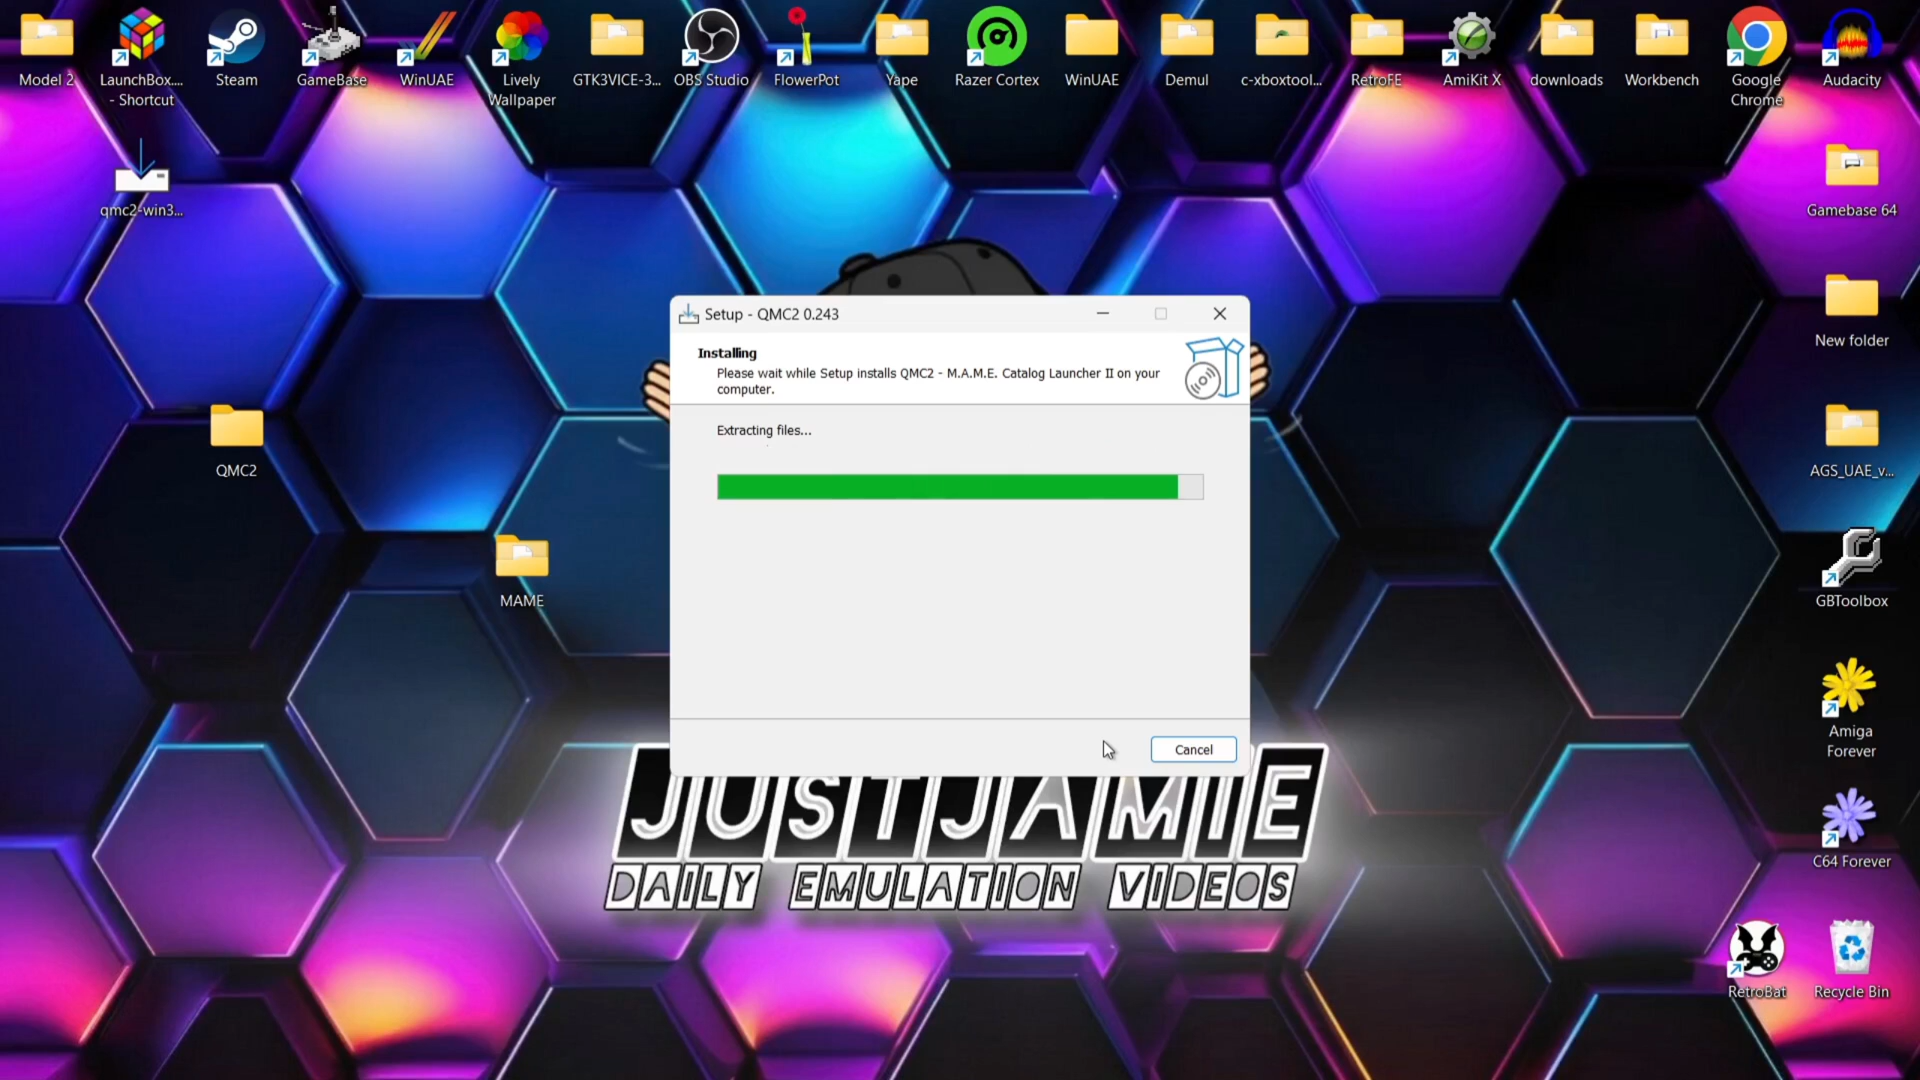 Model 2
LaunchBox....
- Shortcut
Steam
GameBase
WinUAE
Lively
Wallpaper
GTK3VICE-3...
OBS Studio
FlowerPot
Yape
Razer Cortex
WinUAE
Demul
c-xboxtool...
RetroFE
AmiKit X
downloads
Workbench
Google
Chrome
Audacity
qmc2-win3...
Gamebase 64
New folder
Setup - QMC2 0.243
Installing
Please wait while Setup installs QMC2 - M.A.M.E. Catalog Launcher II on your
computer.
Extracting files...
QMC2
AGS_UAE_v...
MAME
GBToolbox
Cancel
Amiga
Forever
JUSTJAMIE
DAILY EMULATION VIDEOS
C64 Forever
RetroBat
Recycle Bin